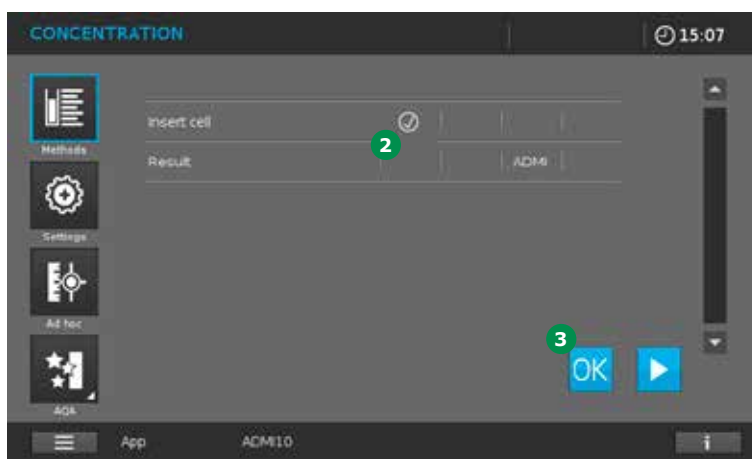 CONCENTRATION
15:07
Methods
Insert cell
2
Result
ADMI
Settings
Ad hoc
3
OK
AQA
App
ADMI10
i